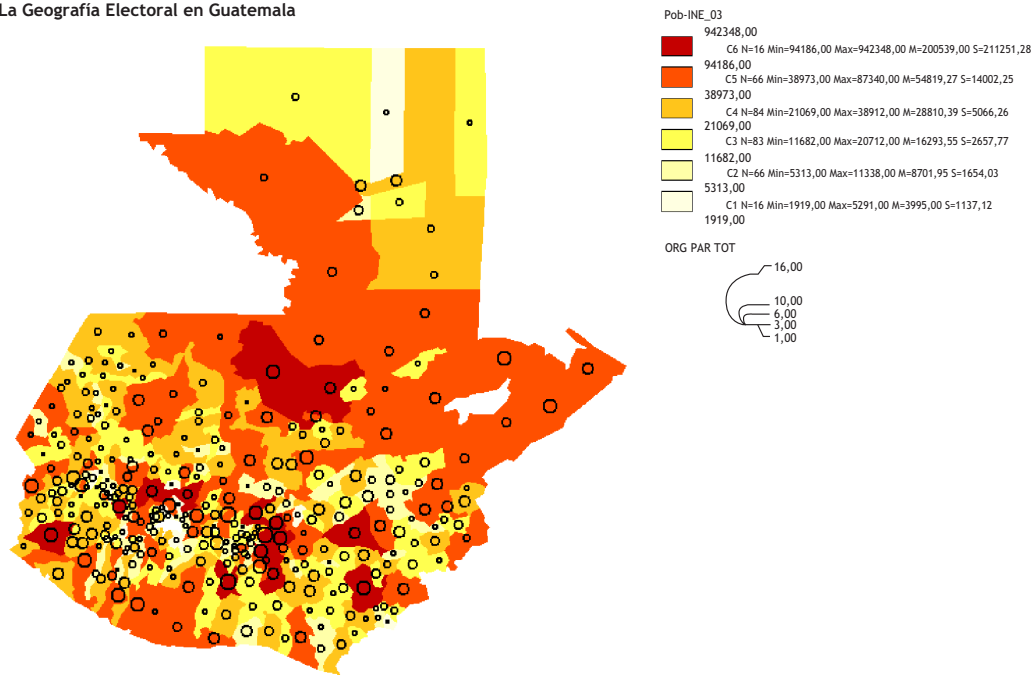 La Geografía Electoral en Guatemala
Pob-INE_03
942348,00
C6 N=16 Min=94186,00 Max=942348,00 M=200539,00 S=211251,28
94186,00
C5 N=66 Min=38973,00 Max=87340,00 M=54819,27 S=14002,25
38973,00
C4 N=84 Min=21069,00 Max=38912,00 M=28810,39 S=5066,26
21069,00
C3 N=83 Min=11682,00 Max=20712,00 M=16293,55 S=2657,77
11682,00
C2 N=66 Min=5313,00 Max=11338,00 M=8701,95 S=1654,03
5313,00
C1 N=16 Min=1919,00 Max=5291,00 M=3995,00 S=1137,12
1919,00
ORG PAR TOT
16,00
10,00
6,00
3,00
1,00